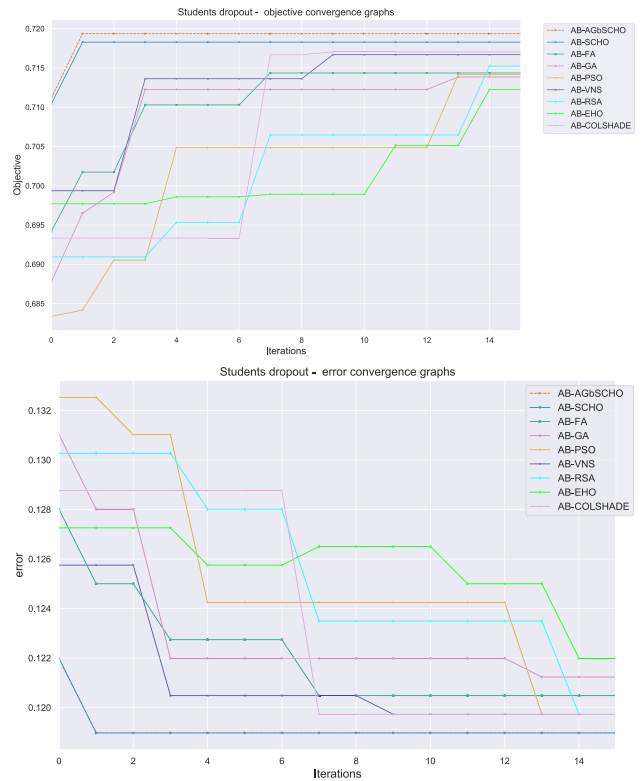 Students dropout - objective convergence graphs
0,720
0,715
0,710
0,705
0,700
0,695
0,690
0,685
Objective
0 2 4 6 8 10 12 14
Iterations
AB-AGbSCHO
AB-SCHO
AB-FA
AB-GA
AB-PSO
AB-VNS
AB-RSA
AB-EHO
AB-COLSHADE
Students dropout - error convergence graphs
0.132
0.130
0.128
0.126
0.124
0.122
0.120
error
0 2 4 6 8 10 12 14
Iterations
AB-AGbSCHO
AB-SCHO
AB-FA
AB-GA
AB-PSO
AB-VNS
AB-RSA
AB-EHO
AB-COLSHADE